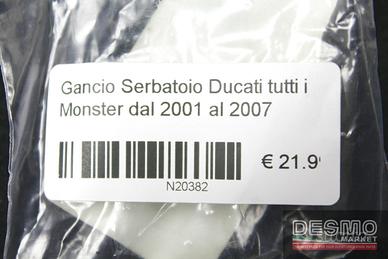 Gancio Serbatoio Ducati tutti i
Monster dal 2001 al 2007
€ 21.9
N20382
DESMO
MARKET